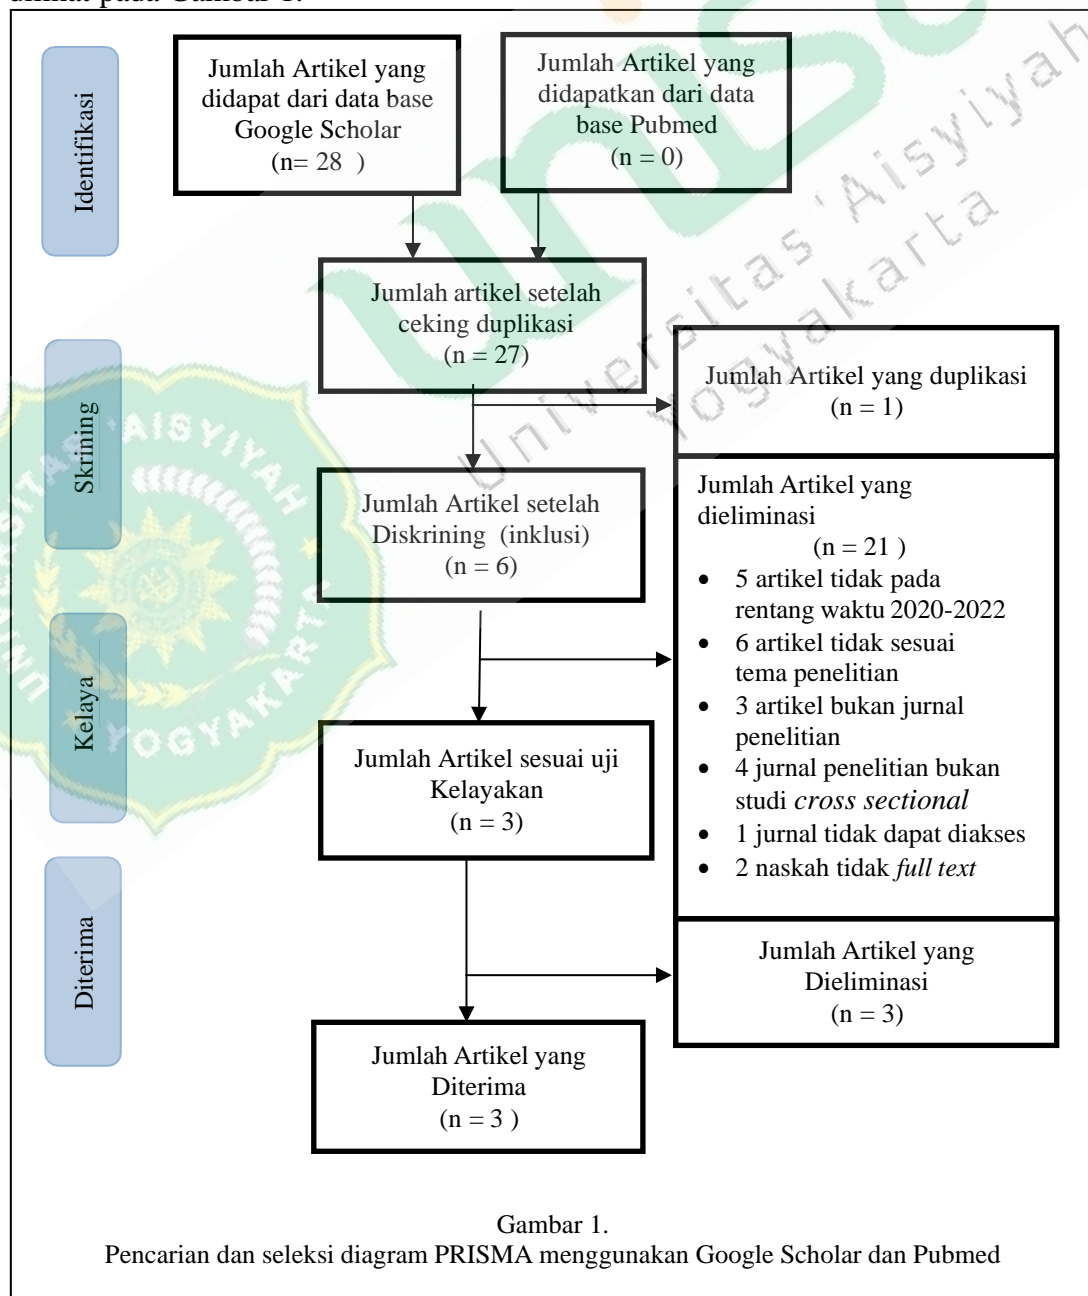 dilihat pada Gambar 1.
Identifikasi
Jumlah Artikel yang
didapat dari data base
Google Scholar
(n= 28 )
Jumlah Artikel yang
didapatkan dari data
base Pubmed
(n = 0)
Jumlah artikel setelah
ceking duplikasi
(n = 27)
Skrining
Jumlah Artikel yang duplikasi
(n = 1)
Jumlah Artikel setelah
Diskrining (inklusi)
(n = 6)
Jumlah Artikel yang
dieliminasi
(n = 21 )
• 5 artikel tidak pada
rentang waktu 2020-2022
• 6 artikel tidak sesuai
tema penelitian
• 3 artikel bukan jurnal
penelitian
• 4 jurnal penelitian bukan
studi cross sectional
• 1 jurnal tidak dapat diakses
• 2 naskah tidak full text
Kelaya
Jumlah Artikel sesuai uji
Kelayakan
(n = 3)
Diterima
Jumlah Artikel yang
Dieliminasi
(n = 3)
Jumlah Artikel yang
Diterima
(n = 3 )
Gambar 1.
Pencarian dan seleksi diagram PRISMA menggunakan Google Scholar dan Pubmed
Universitas 'Aisyiyah
Yogyakarta
UNIVERSITAS 'AISYIYAH
YOGYAKARTA